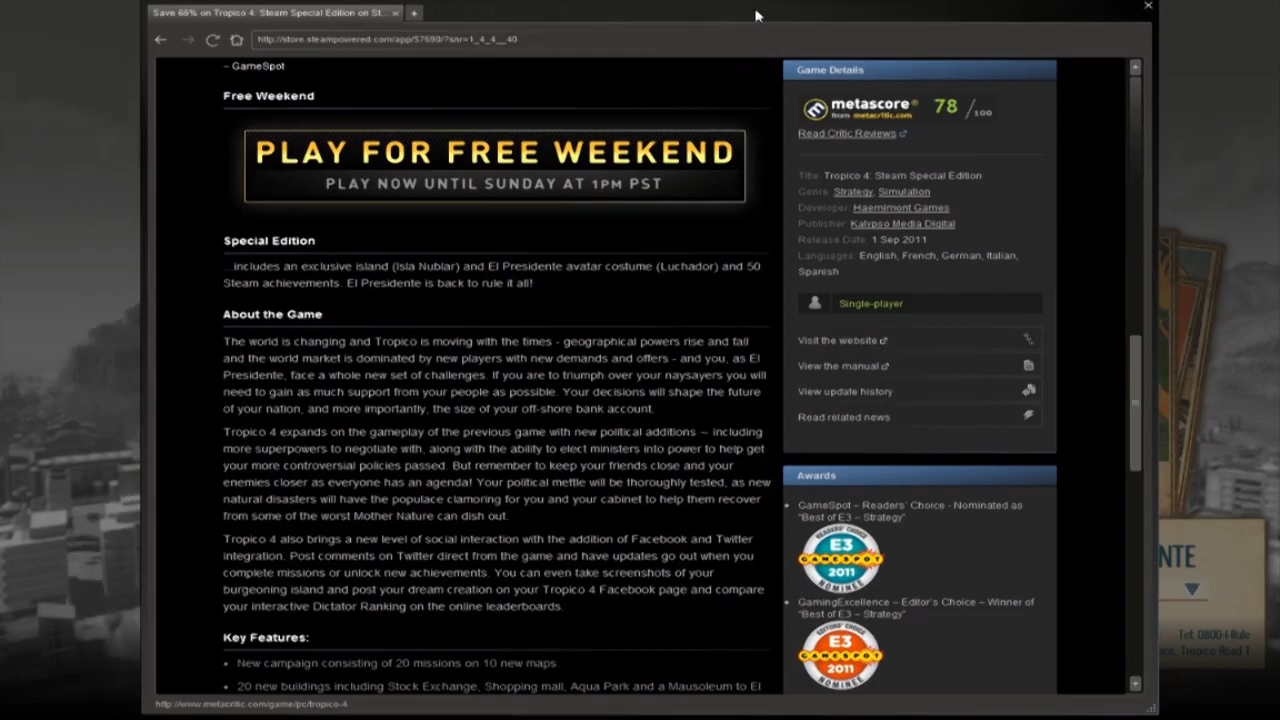 Save 66% on Tropico 4: Steam Special Edition on St...
http://store.steampowered.com/app/57690/?snr=1_4_4__40
– GameSpot
Free Weekend
PLAY FOR FREE WEEKEND
PLAY NOW UNTIL SUNDAY AT 1PM PST
Special Edition
...includes an exclusive island (Isla Nublar) and El Presidente avatar costume (Luchador) and 50
Steam achievements. El Presidente is back to rule it all!
About the Game
The world is changing and Tropico is moving with the times - geographical powers rise and fall
and the world market is dominated by new players with new demands and offers - and you, as El
Presidente, face a whole new set of challenges. If you are to triumph over your naysayers you will
need to gain as much support from your people as possible. Your decisions will shape the future
of your nation, and more importantly, the size of your off-shore bank account.
Tropico 4 expands on the gameplay of the previous game with new political additions ~ including
more superpowers to negotiate with, along with the ability to elect ministers into power to help get
your more controversial policies passed. But remember to keep your friends close and your
enemies closer as everyone has an agenda! Your political mettle will be thoroughly tested, as new
natural disasters will have the populace clamoring for you and your cabinet to help them recover
from some of the worst Mother Nature can dish out.
Tropico 4 also brings a new level of social interaction with the addition of Facebook and Twitter
integration. Post comments on Twitter direct from the game and have updates go out when you
complete missions or unlock new achievements. You can even take screenshots of your
burgeoning island and post your dream creation on your Tropico 4 Facebook page and compare
your interactive Dictator Ranking on the online leaderboards.
Key Features:
New campaign consisting of 20 missions on 10 new maps.
20 new buildings including Stock Exchange, Shopping mall, Aqua Park and a Mausoleum to El
Game Details
metascore® 78 /100
from metacritic.com
Read Critic Reviews
Title: Tropico 4: Steam Special Edition
Genre: Strategy, Simulation
Developer: Haemimont Games
Publisher: Kalypso Media Digital
Release Date: 1 Sep 2011
Languages: English, French, German, Italian,
Spanish
Single-player
Visit the website
View the manual
View update history
Read related news
Awards
GameSpot – Readers' Choice - Nominated as
"Best of E3 – Strategy"
READERS' CHOICE
E3
GAMESPOT
2011
NOMINEE
GamingExcellence – Editor's Choice – Winner of
"Best of E3 – Strategy"
EDITORS' CHOICE
E3
GAMESPOT
2011
NOMINEE
NTE
Tel: 0800-I-Rule
ace, Tropico Road 1
http://www.metacritic.com/game/pc/tropico-4